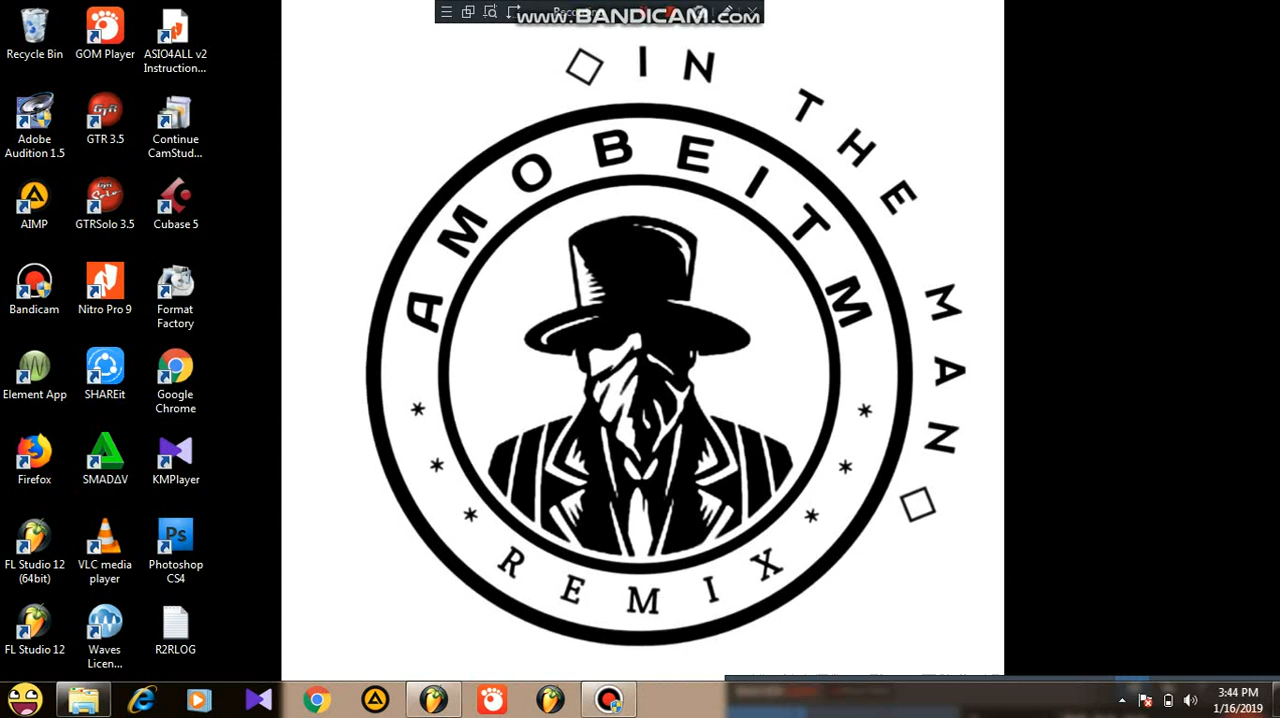 www.BANDICAM.com
Recycle Bin
GOM Player
ASIO4ALL v2
Instruction...
Adobe
Audition 1.5
GTR 3.5
Continue
CamStud...
AIMP
GTRSolo 3.5
Cubase 5
Bandicam
Nitro Pro 9
Format
Factory
Element App
SHAREit
Google
Chrome
Firefox
SMADΔV
KMPlayer
FL Studio 12
(64bit)
VLC media
player
Photoshop
CS4
FL Studio 12
Waves
Licen...
R2RLOG
IN THE MAN
AMOBEITM
REMIX
3:44 PM
1/16/2019